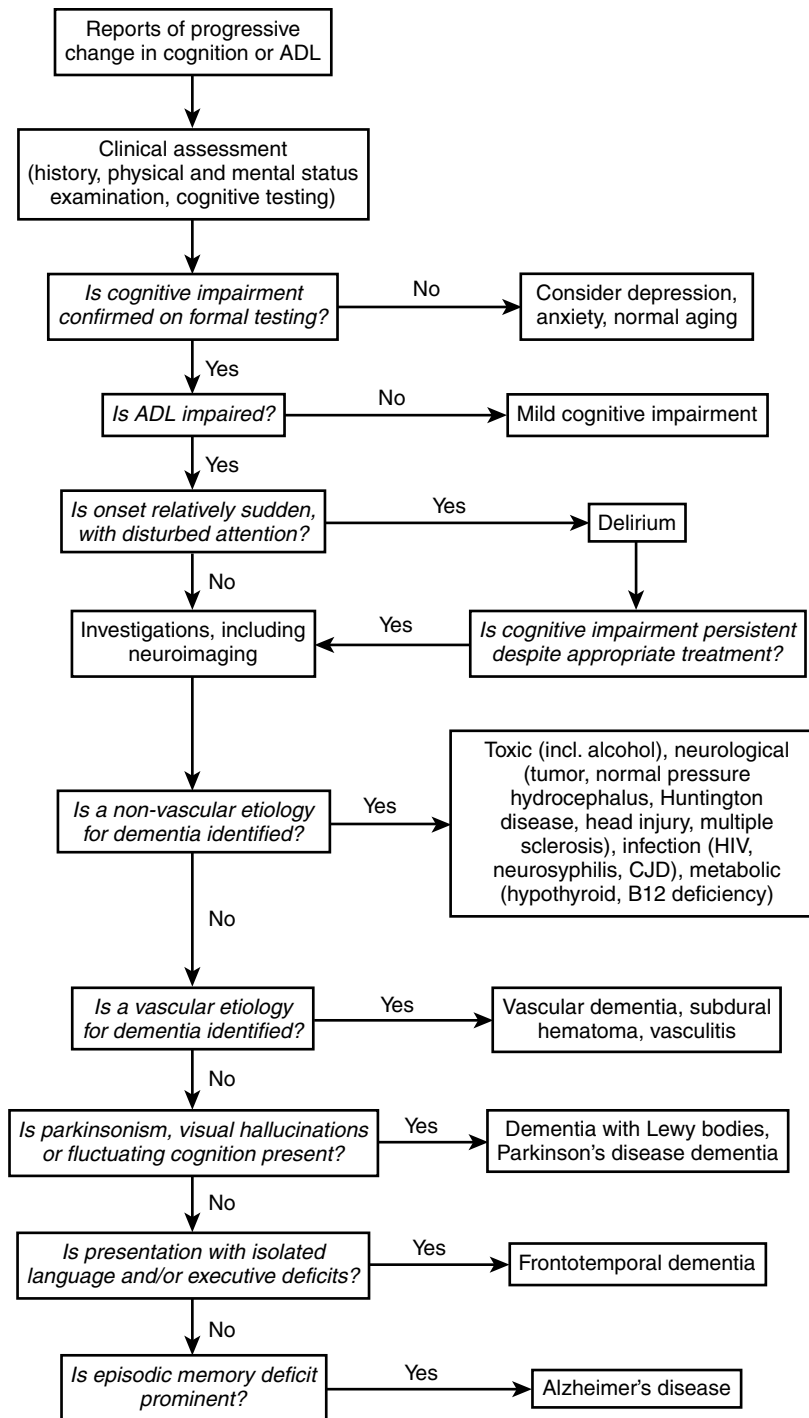 Reports of progressive
change in cognition or ADL
Clinical assessment
(history, physical and mental status
examination, cognitive testing)
Is cognitive impairment
confirmed on formal testing?
No
Consider depression,
anxiety, normal aging
Yes
Is ADL impaired?
No
Mild cognitive impairment
Yes
Is onset relatively sudden,
with disturbed attention?
Yes
Delirium
No
Investigations, including
neuroimaging
Yes
Is cognitive impairment persistent
despite appropriate treatment?
Is a non-vascular etiology
for dementia identified?
Yes
Toxic (incl. alcohol), neurological
(tumor, normal pressure
hydrocephalus, Huntington
disease, head injury, multiple
sclerosis), infection (HIV,
neurosyphilis, CJD), metabolic
(hypothyroid, B12 deficiency)
No
Is a vascular etiology
for dementia identified?
Yes
Vascular dementia, subdural
hematoma, vasculitis
No
Is parkinsonism, visual hallucinations
or fluctuating cognition present?
Yes
Dementia with Lewy bodies,
Parkinson's disease dementia
No
Is presentation with isolated
language and/or executive deficits?
Yes
Frontotemporal dementia
No
Is episodic memory deficit
prominent?
Yes
Alzheimer's disease